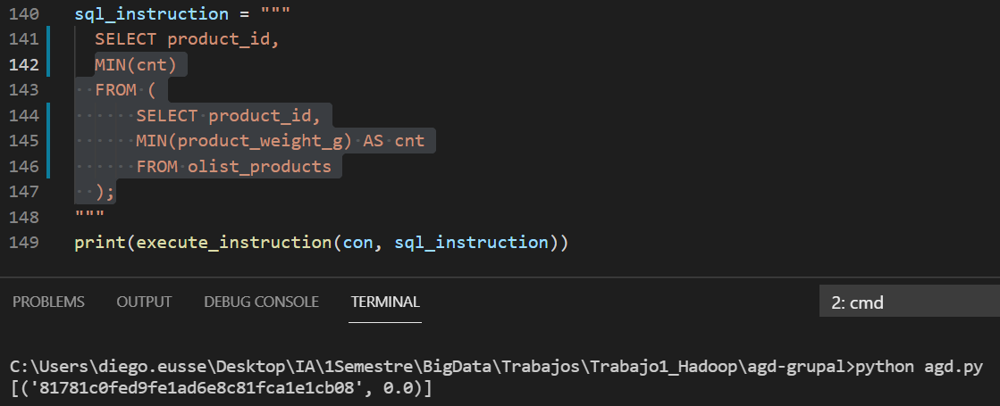 140 sql_instruction = """
141 SELECT product_id,
142 MIN(cnt)
143 FROM (
144 SELECT product_id,
145 MIN(product_weight_g) AS cnt
146 FROM olist_products
147 );
148 """
149 print(execute_instruction(con, sql_instruction))
PROBLEMS OUTPUT DEBUG CONSOLE TERMINAL 2: cmd
C:\Users\diego.eusse\Desktop\IA\1Semestre\BigData\Trabajos\Trabajo1_Hadoop\agd-grupal>python agd.py
[('81781c0fed9fe1ad6e8c81fca1e1cb08', 0.0)]